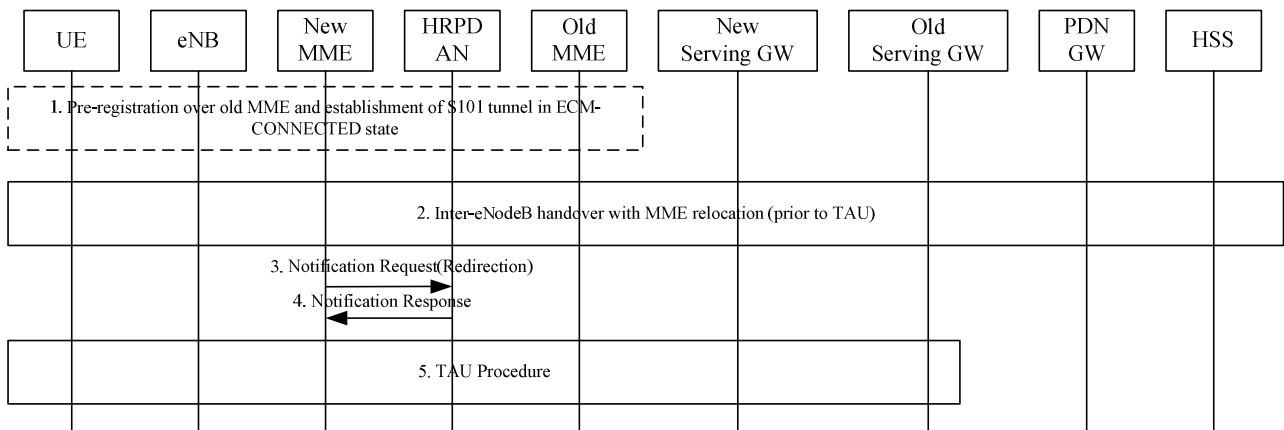 UE
eNB
New
MME
HRPD
AN
Old
MME
New
Serving GW
Old
Serving GW
PDN
GW
HSS
1. Pre-registration over old MME and establishment of S101 tunnel in ECM-
CONNECTED state
2. Inter-eNodeB handover with MME relocation (prior to TAU)
3. Notification Request(Redirection)
4. Notification Response
5. TAU Procedure